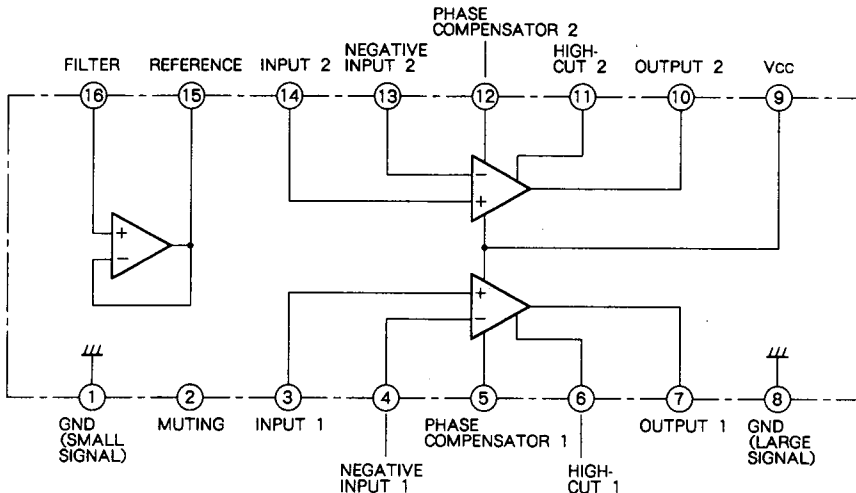 PHASE
COMPENSATOR 2
NEGATIVE
INPUT 2
HIGH-
CUT 2
FILTER
REFERENCE
INPUT 2
OUTPUT 2
Vcc
16
15
14
13
12
11
10
9
−
+
+
−
+
−
1
2
3
4
5
6
7
8
GND
(SMALL
SIGNAL)
MUTING
INPUT 1
PHASE
COMPENSATOR 1
OUTPUT 1
GND
(LARGE
SIGNAL)
NEGATIVE
INPUT 1
HIGH-
CUT 1